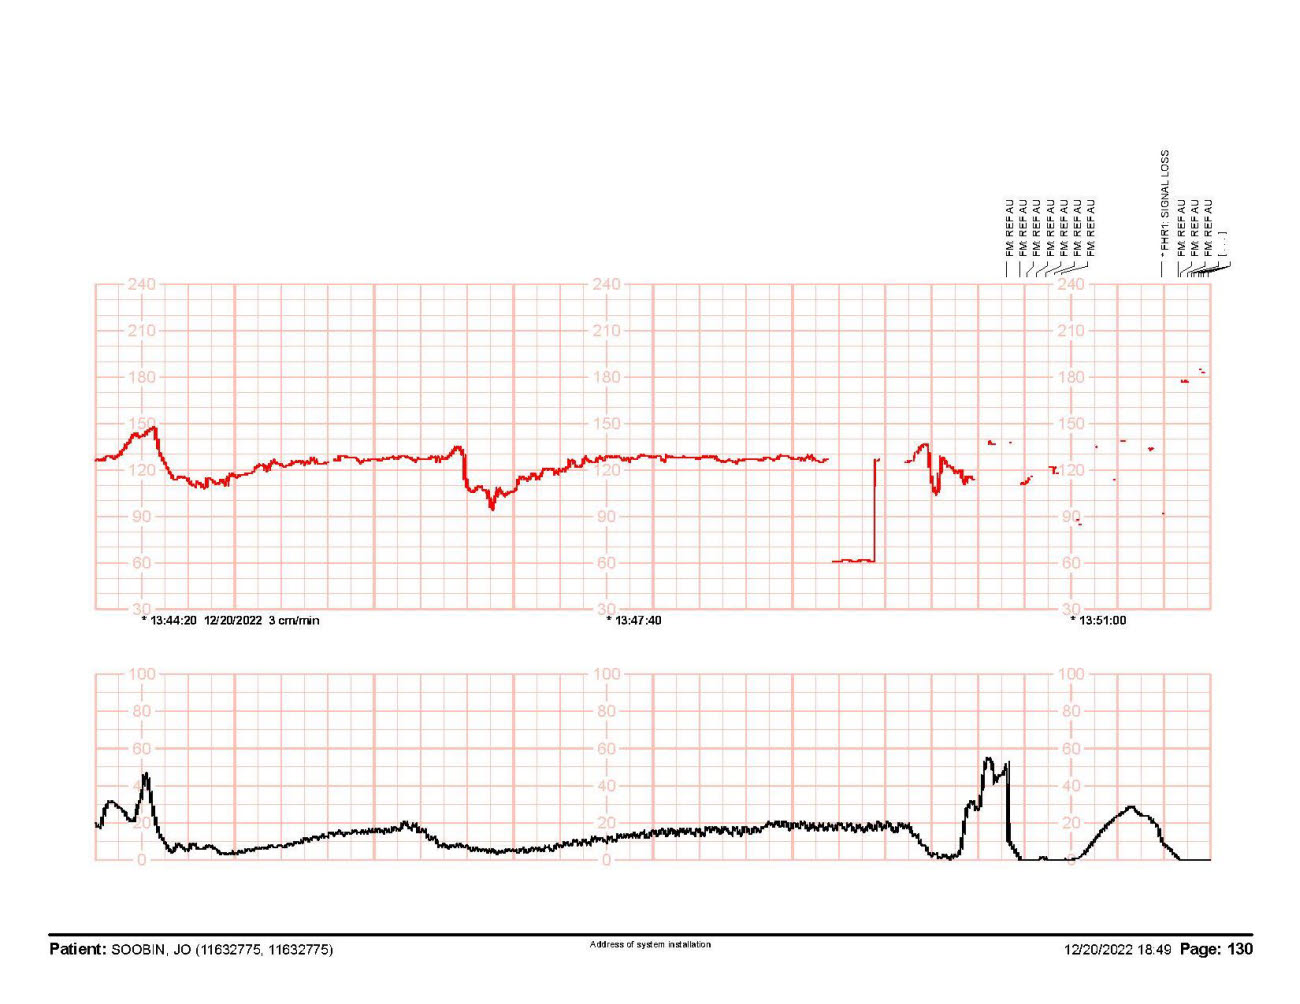 FM: REF AU
FM: REF AU
FM: REF AU
FM: REF AU
FM: REF AU
FM: REF AU
FM: REF AU
* FHR1: SIGNAL LOSS
FM: REF AU
FM: REF AU
FM: REF AU
[ . . . ]
240 240 240
210 210 210
180 180 180
150 150 150
120 120 120
90 90 90
60 60 60
30 30 30
* 13:44:20 12/20/2022 3 cm/min * 13:47:40 * 13:51:00
100 100 100
80 80 80
60 60 60
40 40 40
20 20 20
0 0 0
Patient: SOOBIN, JO (11632775, 11632775) Address of system installation 12/20/2022 18:49 Page: 130